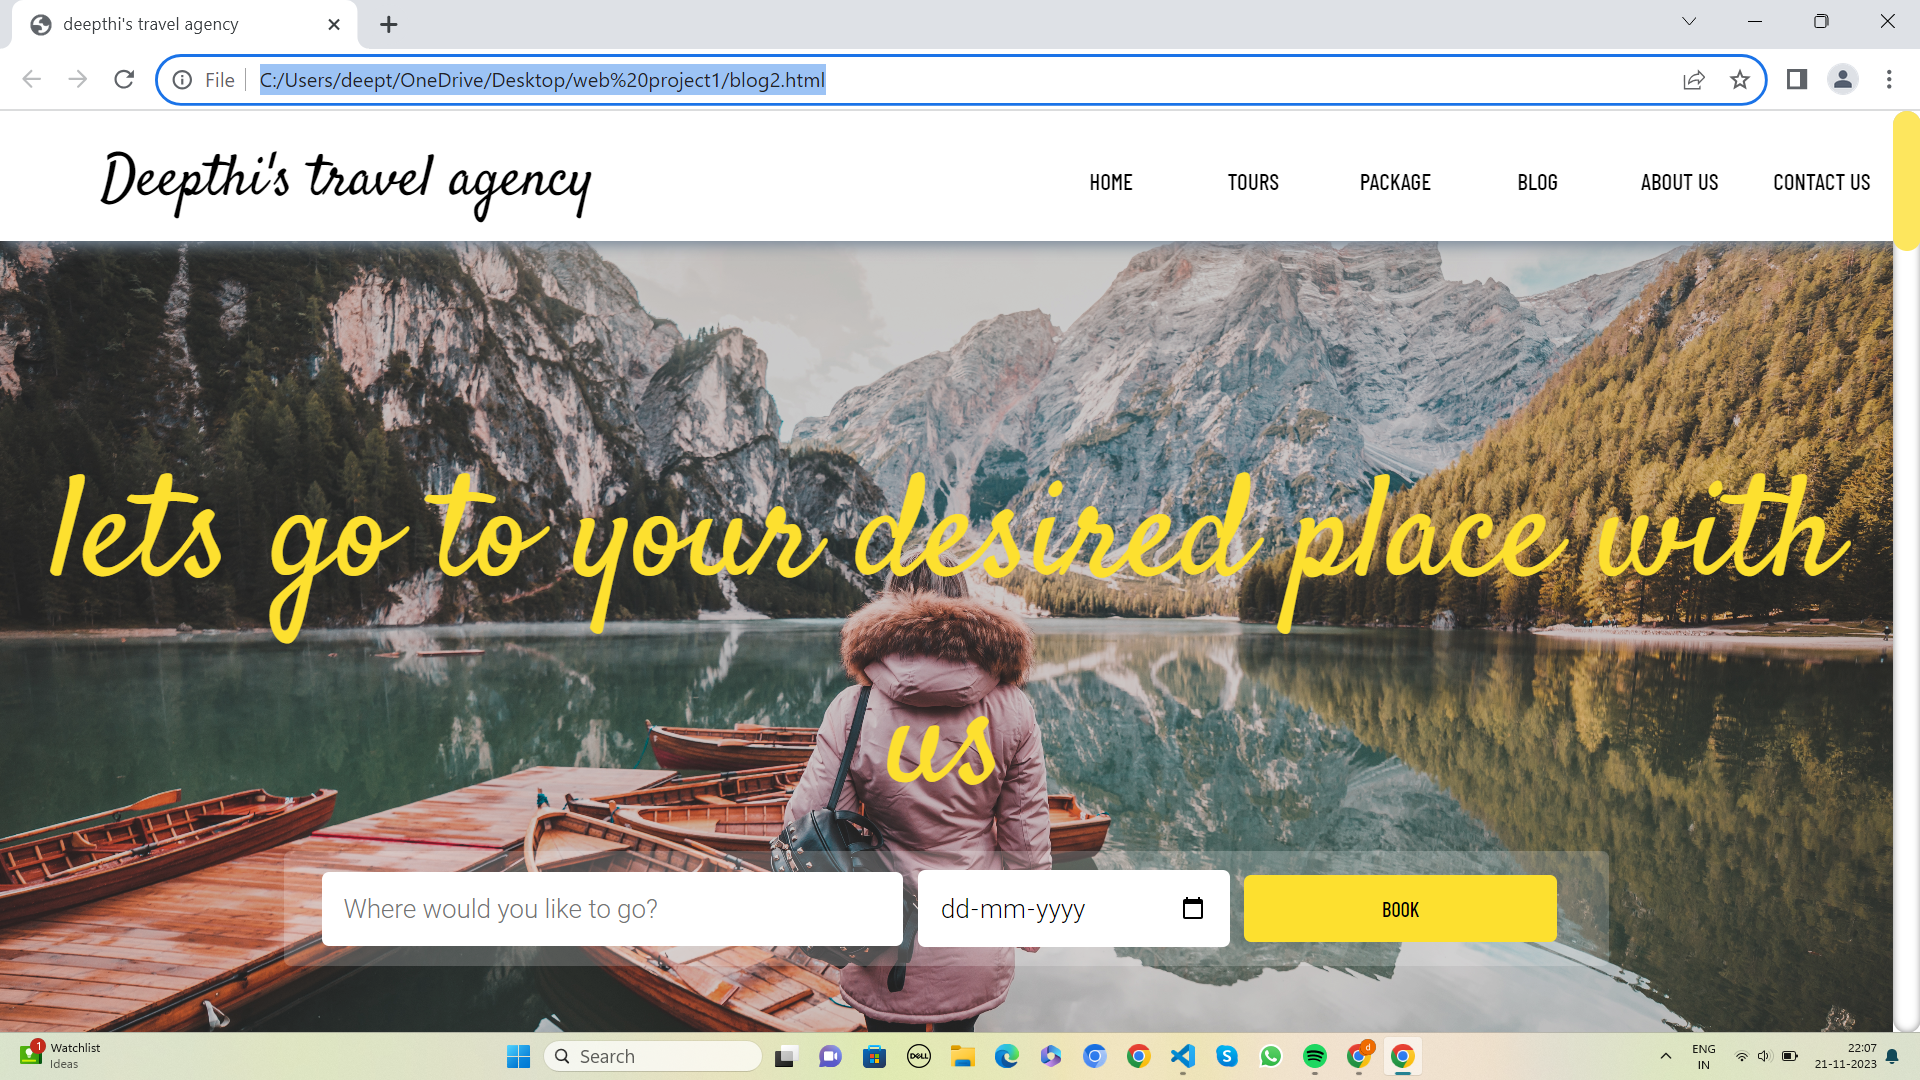 deepthi's travel agency
File C:/Users/deept/OneDrive/Desktop/web%20project1/blog2.html
Deepthi's travel agency
HOME TOURS PACKAGE BLOG ABOUT US CONTACT US
lets go to your desired place with
us
Where would you like to go? dd-mm-yyyy BOOK
1 Watchlist
Ideas
Search
DELL
S
d
ENG
IN
22:07
21-11-2023